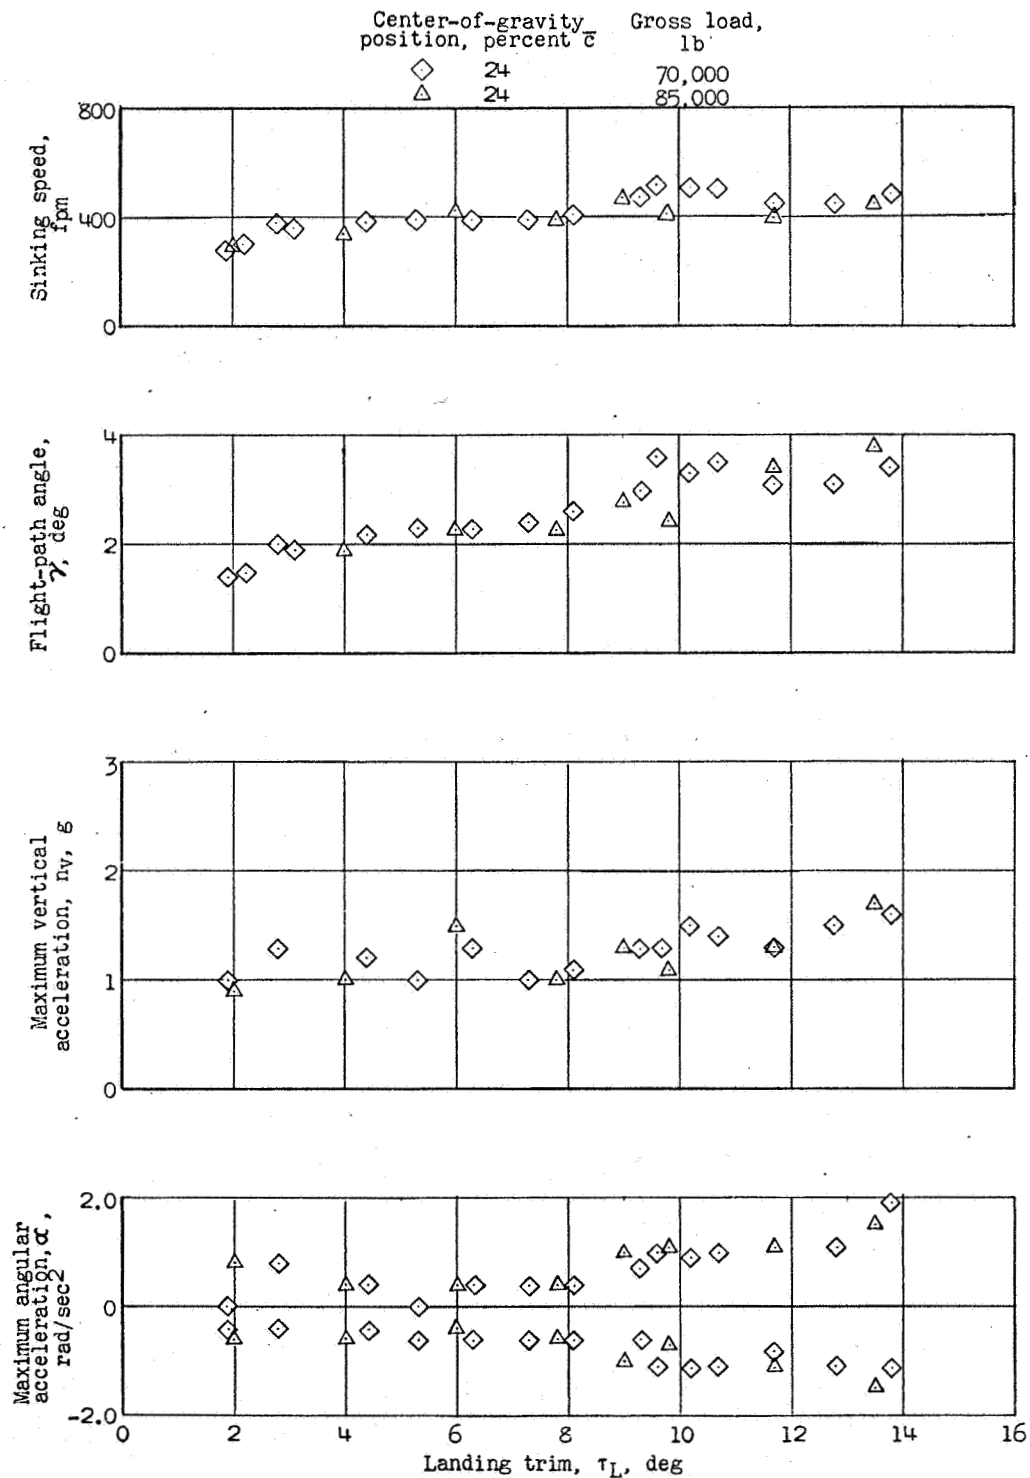 Center-of-gravity position, percent c̄
Gross load, lb
24 70,000
24 85,000
Sinking speed, fpm
800
400
0
Flight-path angle, γ, deg
4
2
0
Maximum vertical acceleration, nv, g
3
2
1
0
Maximum angular acceleration, α, rad/sec2
2.0
0
-2.0
0 2 4 6 8 10 12 14 16
Landing trim, τL, deg